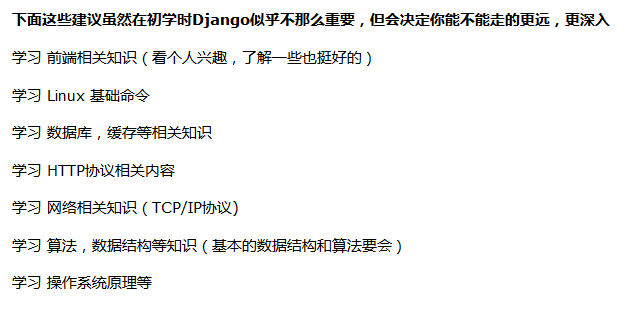 下面这些建议虽然在初学时Django似乎不那么重要，但会决定你能不能走的更远，更深入
学习 前端相关知识（看个人兴趣，了解一些也挺好的）
学习 Linux 基础命令
学习 数据库，缓存等相关知识
学习 HTTP协议相关内容
学习 网络相关知识（TCP/IP协议)
学习 算法，数据结构等知识（基本的数据结构和算法要会）
学习 操作系统原理等